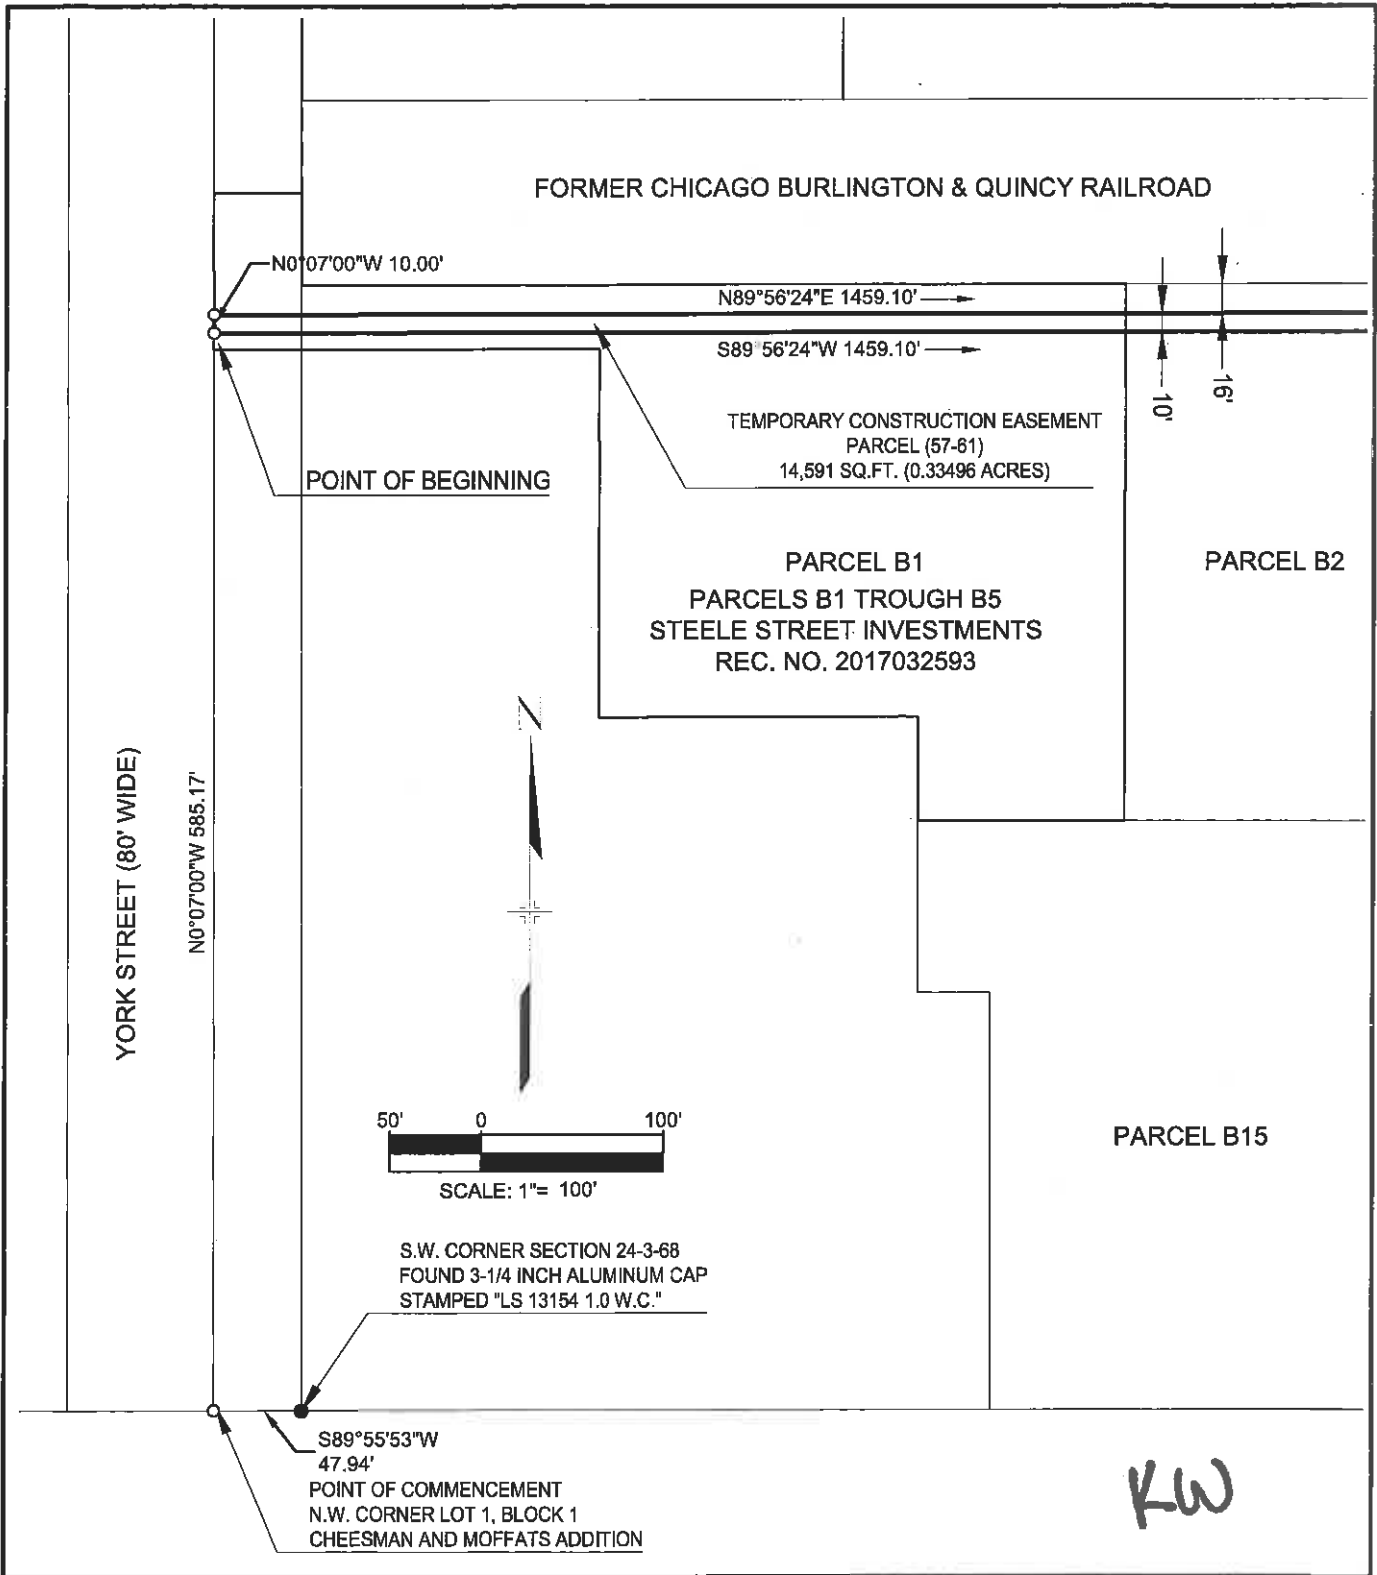 FORMER CHICAGO BURLINGTON & QUINCY RAILROAD
N0°07'00"W 10.00'
N89°56'24"E 1459.10'
S89°56'24"W 1459.10'
16'
10'
TEMPORARY CONSTRUCTION EASEMENT
PARCEL (57-61)
14,591 SQ.FT. (0.33496 ACRES)
POINT OF BEGINNING
PARCEL B1
PARCELS B1 TROUGH B5
STEELE STREET INVESTMENTS
REC. NO. 2017032593
PARCEL B2
N
YORK STREET (80' WIDE)
N0°07'00"W 585.17'
50' 0 100'
SCALE: 1"= 100'
PARCEL B15
S.W. CORNER SECTION 24-3-68
FOUND 3-1/4 INCH ALUMINUM CAP
STAMPED "LS 13154 1.0 W.C."
S89°55'53"W
47.94'
POINT OF COMMENCEMENT
N.W. CORNER LOT 1, BLOCK 1
CHEESMAN AND MOFFATS ADDITION
KW